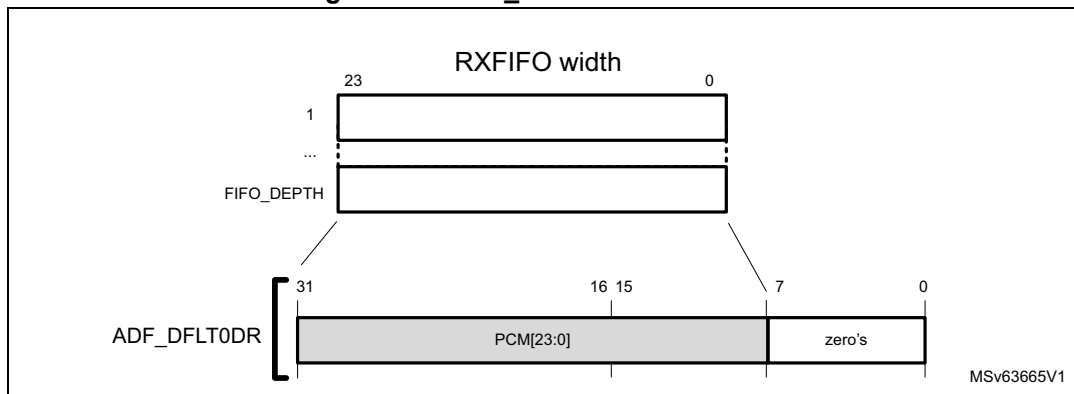 RXFIFO width
23 0
1
...
FIFO_DEPTH
31 16 15 7 0
ADF_DFLT0DR PCM[23:0] zero's
MSv63665V1